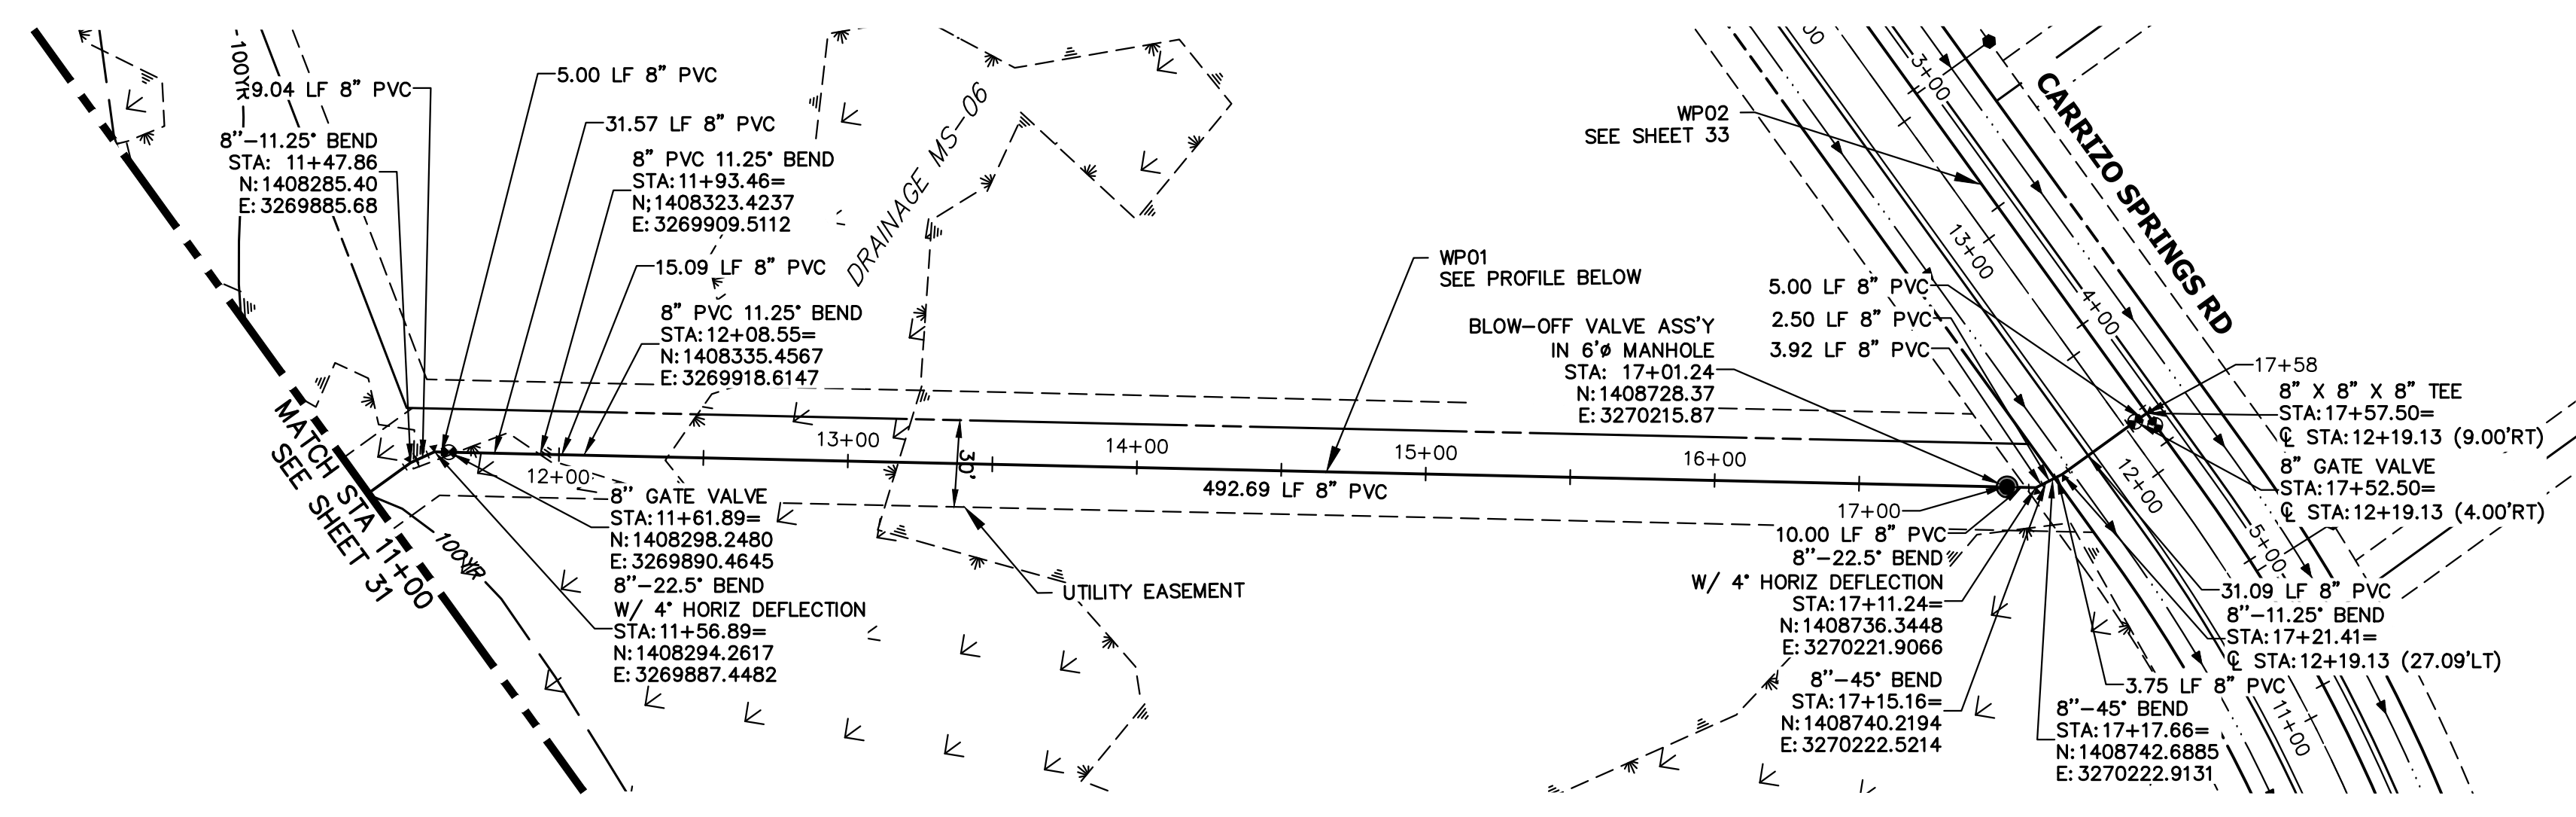 100YR
9.04 LF 8" PVC
8"-11.25° BEND
STA: 11+47.86
N:1408285.40
E:3269885.68
5.00 LF 8" PVC
31.57 LF 8" PVC
8" PVC 11.25° BEND
STA:11+93.46=
N;1408323.4237
E:3269909.5112
15.09 LF 8" PVC
8" PVC 11.25° BEND
STA:12+08.55=
N:1408335.4567
E:3269918.6147
DRAINAGE MS-06
MATCH STA 11+00
SEE SHEET 31
100YR
12+00
13+00
14+00
15+00
16+00
17+00
30'
492.69 LF 8" PVC
8" GATE VALVE
STA:11+61.89=
N:1408298.2480
E:3269890.4645
8"-22.5° BEND
W/ 4° HORIZ DEFLECTION
STA:11+56.89=
N:1408294.2617
E:3269887.4482
UTILITY EASEMENT
WP01
SEE PROFILE BELOW
WP02
SEE SHEET 33
BLOW-OFF VALVE ASS'Y
IN 6'ø MANHOLE
STA: 17+01.24
N:1408728.37
E:3270215.87
5.00 LF 8" PVC
2.50 LF 8" PVC
3.92 LF 8" PVC
10.00 LF 8" PVC
8"-22.5° BEND
W/ 4° HORIZ DEFLECTION
STA:17+11.24=
N:1408736.3448
E:3270221.9066
8"-45° BEND
STA:17+15.16=
N:1408740.2194
E:3270222.5214
CARRIZO SPRINGS RD
3+00
4+00
5+00
13+00
12+00
11+00
17+58
8" X 8" X 8" TEE
STA:17+57.50=
℄ STA:12+19.13 (9.00'RT)
8" GATE VALVE
STA:17+52.50=
℄ STA:12+19.13 (4.00'RT)
31.09 LF 8" PVC
8"-11.25° BEND
STA:17+21.41=
℄ STA:12+19.13 (27.09'LT)
3.75 LF 8" PVC
8"-45° BEND
STA:17+17.66=
N:1408742.6885
E:3270222.9131